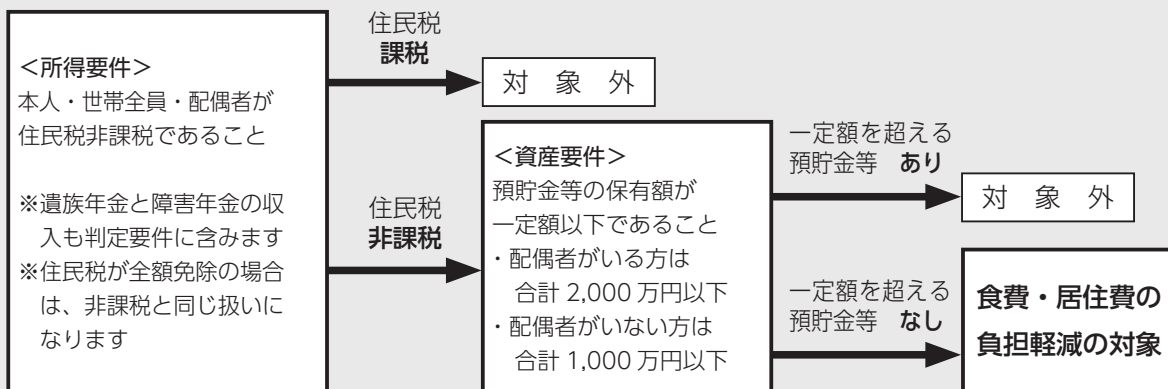 ＜所得要件＞
本人・世帯全員・配偶者が
住民税非課税であること
※遺族年金と障害年金の収
入も判定要件に含みます
※住民税が全額免除の場合
は、非課税と同じ扱いに
なります
住民税
課税
対　象　外
住民税
非課税
＜資産要件＞
預貯金等の保有額が
一定額以下であること
・配偶者がいる方は
合計 2,000 万円以下
・配偶者がいない方は
合計 1,000 万円以下
一定額を超える
預貯金等　あり
対　象　外
一定額を超える
預貯金等　なし
食費・居住費の
負担軽減の対象